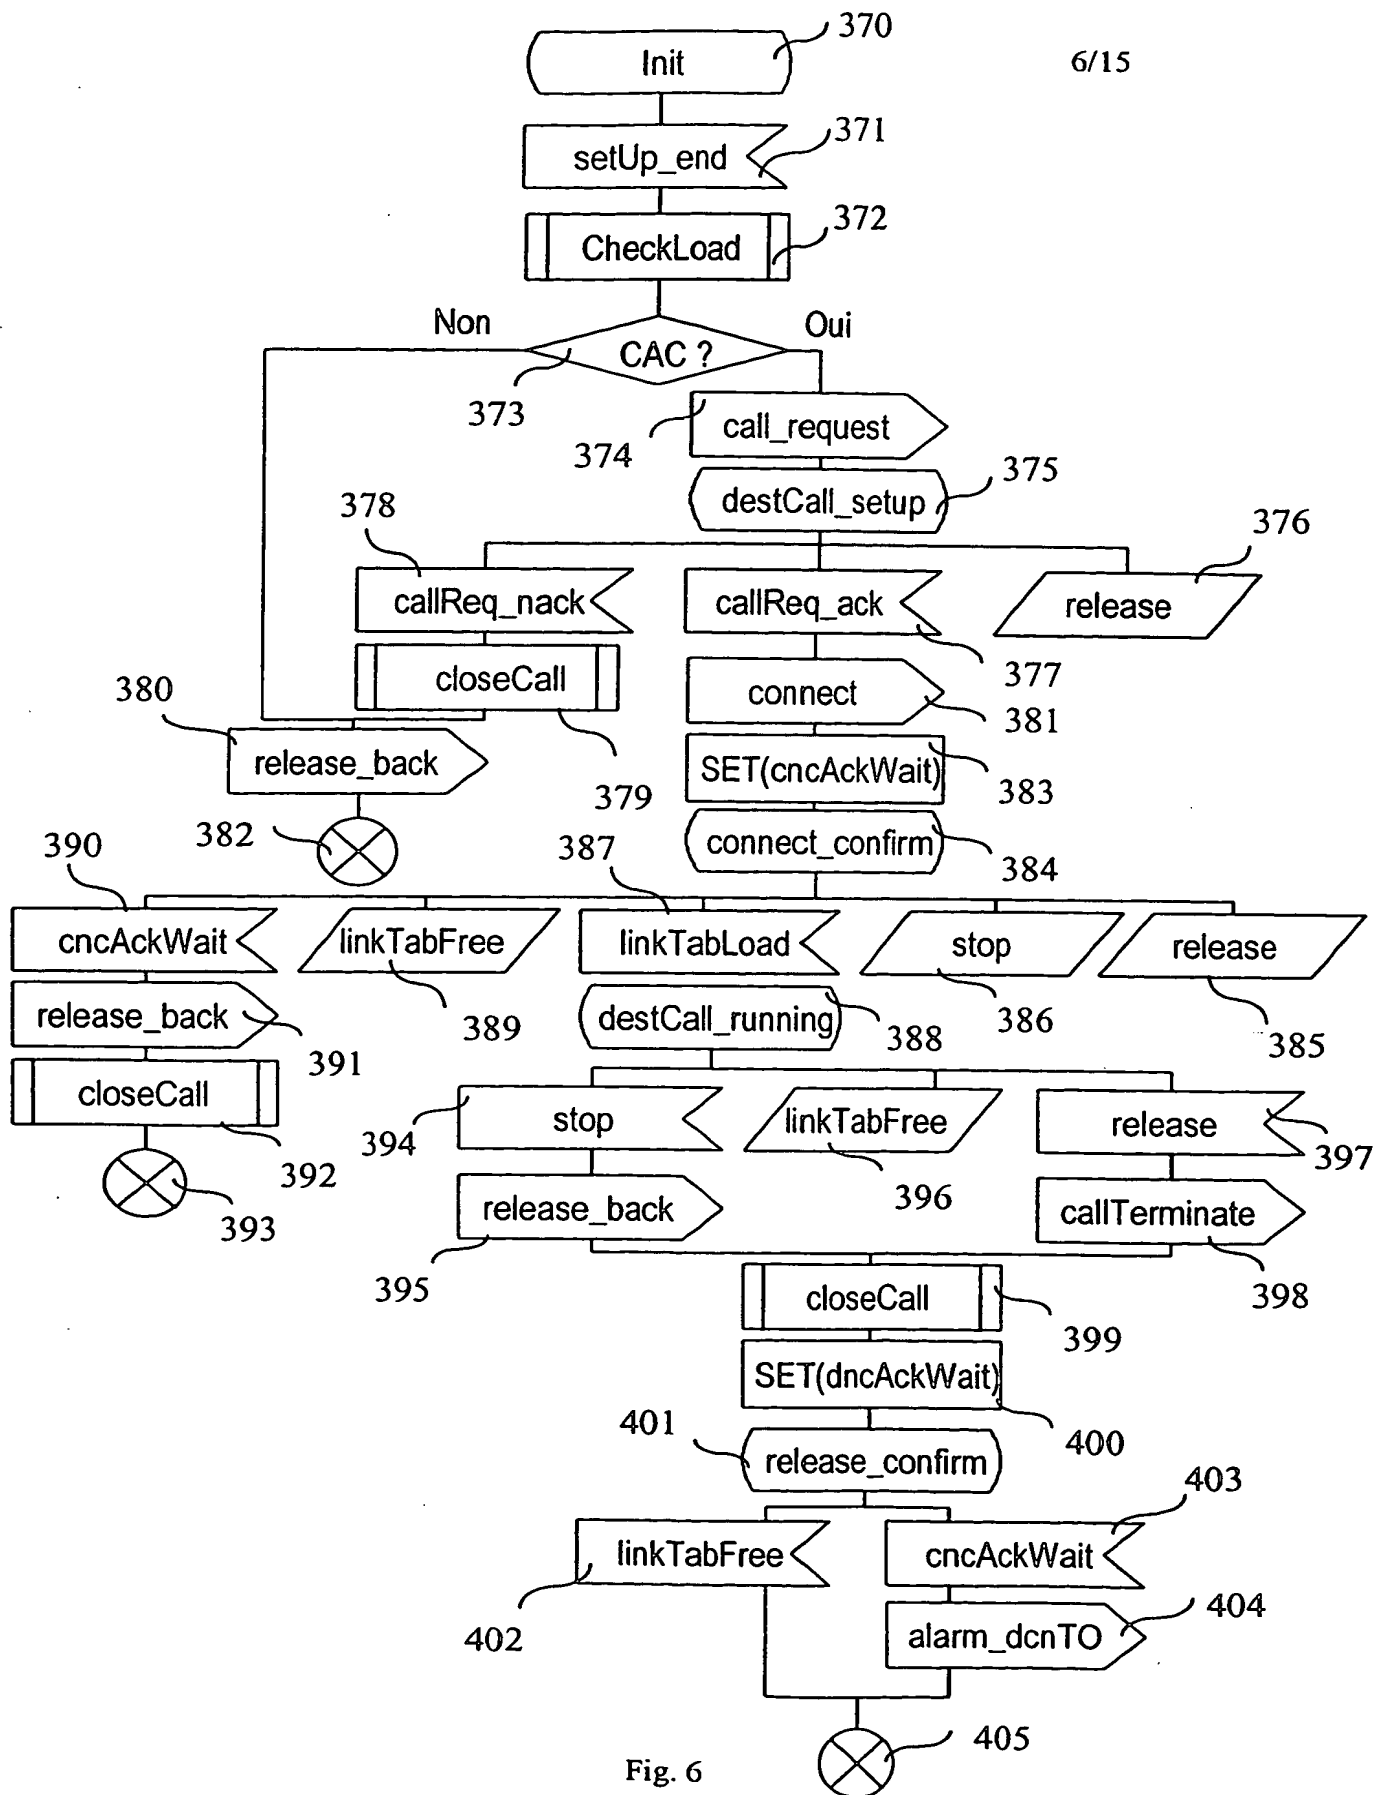 370
6/15
Init
371
setUp_end
372
CheckLoad
Non
Oui
CAC ?
373
374
call_request
375
destCall_setup
378
376
callReq_nack
callReq_ack
release
377
closeCall
connect
380
381
release_back
SET(cncAckWait)
379
383
382
connect_confirm
384
390
387
cncAckWait
linkTabFree
linkTabLoad
stop
release
release_back
389
destCall_running
388
386
385
391
closeCall
394
stop
linkTabFree
release
397
392
393
release_back
396
callTerminate
395
398
closeCall
399
SET(dncAckWait)
401
400
release_confirm
403
linkTabFree
cncAckWait
404
402
alarm_dcnTO
405
Fig. 6